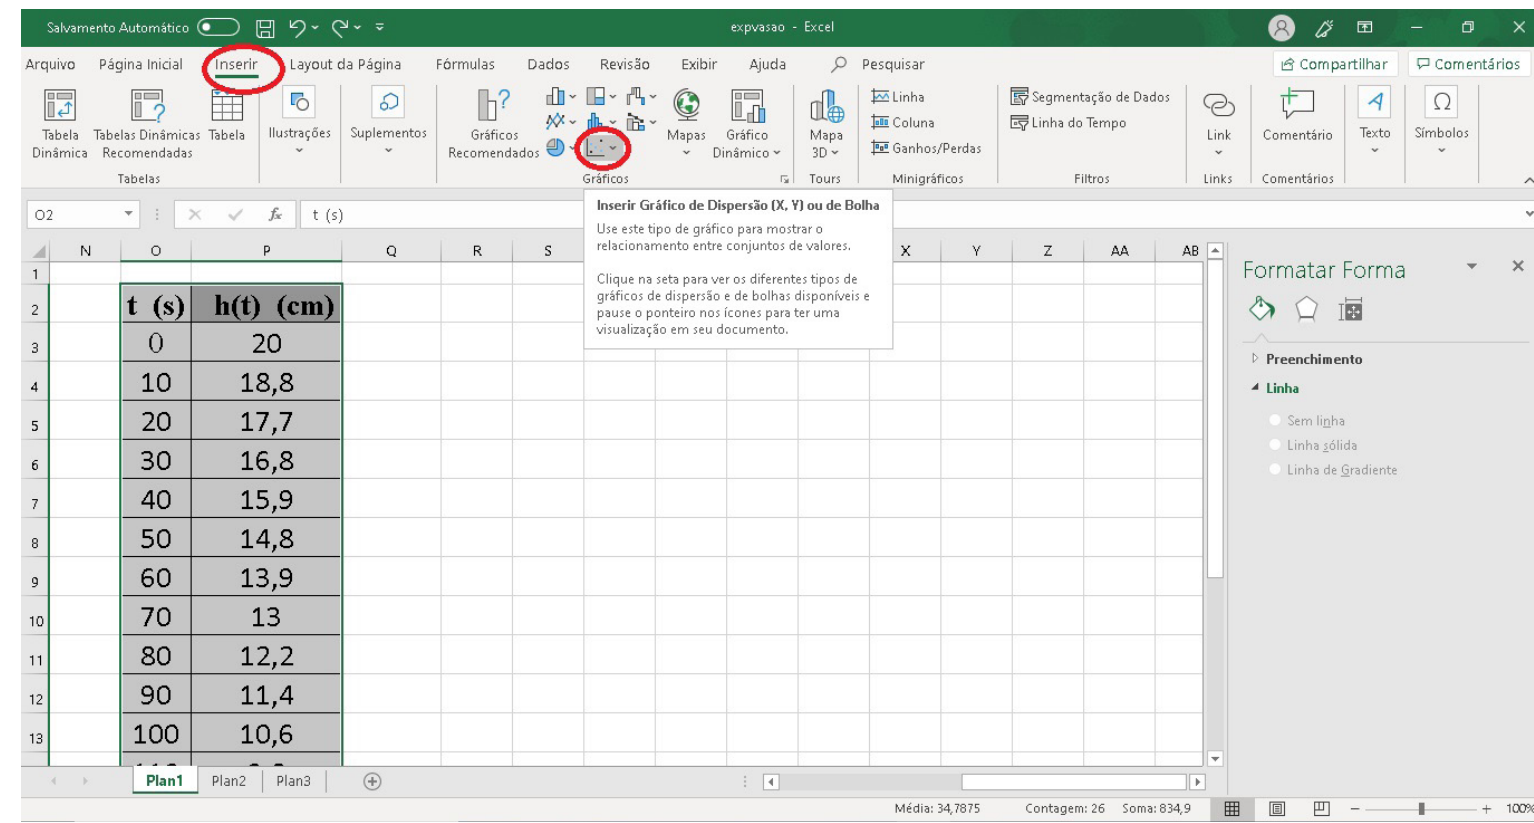 Salvamento Automático
expvasao - Excel
Arquivo Página Inicial Inserir Layout da Página Fórmulas Dados Revisão Exibir Ajuda Pesquisar Compartilhar Comentários
Tabela Dinâmica
Tabelas Dinâmicas Recomendadas
Tabela
Ilustrações
Suplementos
Gráficos Recomendados
Mapas
Gráfico Dinâmico
Mapa 3D
Linha
Coluna
Ganhos/Perdas
Segmentação de Dados
Linha do Tempo
Link
Comentário
Texto
Símbolos
Tabelas Gráficos Tours Minigráficos Filtros Links Comentários
O2 fx t (s)
Inserir Gráfico de Dispersão (X, Y) ou de Bolha
Use este tipo de gráfico para mostrar o
relacionamento entre conjuntos de valores.
Clique na seta para ver os diferentes tipos de
gráficos de dispersão e de bolhas disponíveis e
pause o ponteiro nos ícones para ter uma
visualização em seu documento.
N O P Q R S X Y Z AA AB
1
2 t (s) h(t) (cm)
3 0 20
4 10 18,8
5 20 17,7
6 30 16,8
7 40 15,9
8 50 14,8
9 60 13,9
10 70 13
11 80 12,2
12 90 11,4
13 100 10,6
Formatar Forma
Preenchimento
Linha
Sem linha
Linha sólida
Linha de Gradiente
Plan1 Plan2 Plan3
Média: 34,7875 Contagem: 26 Soma: 834,9 100%